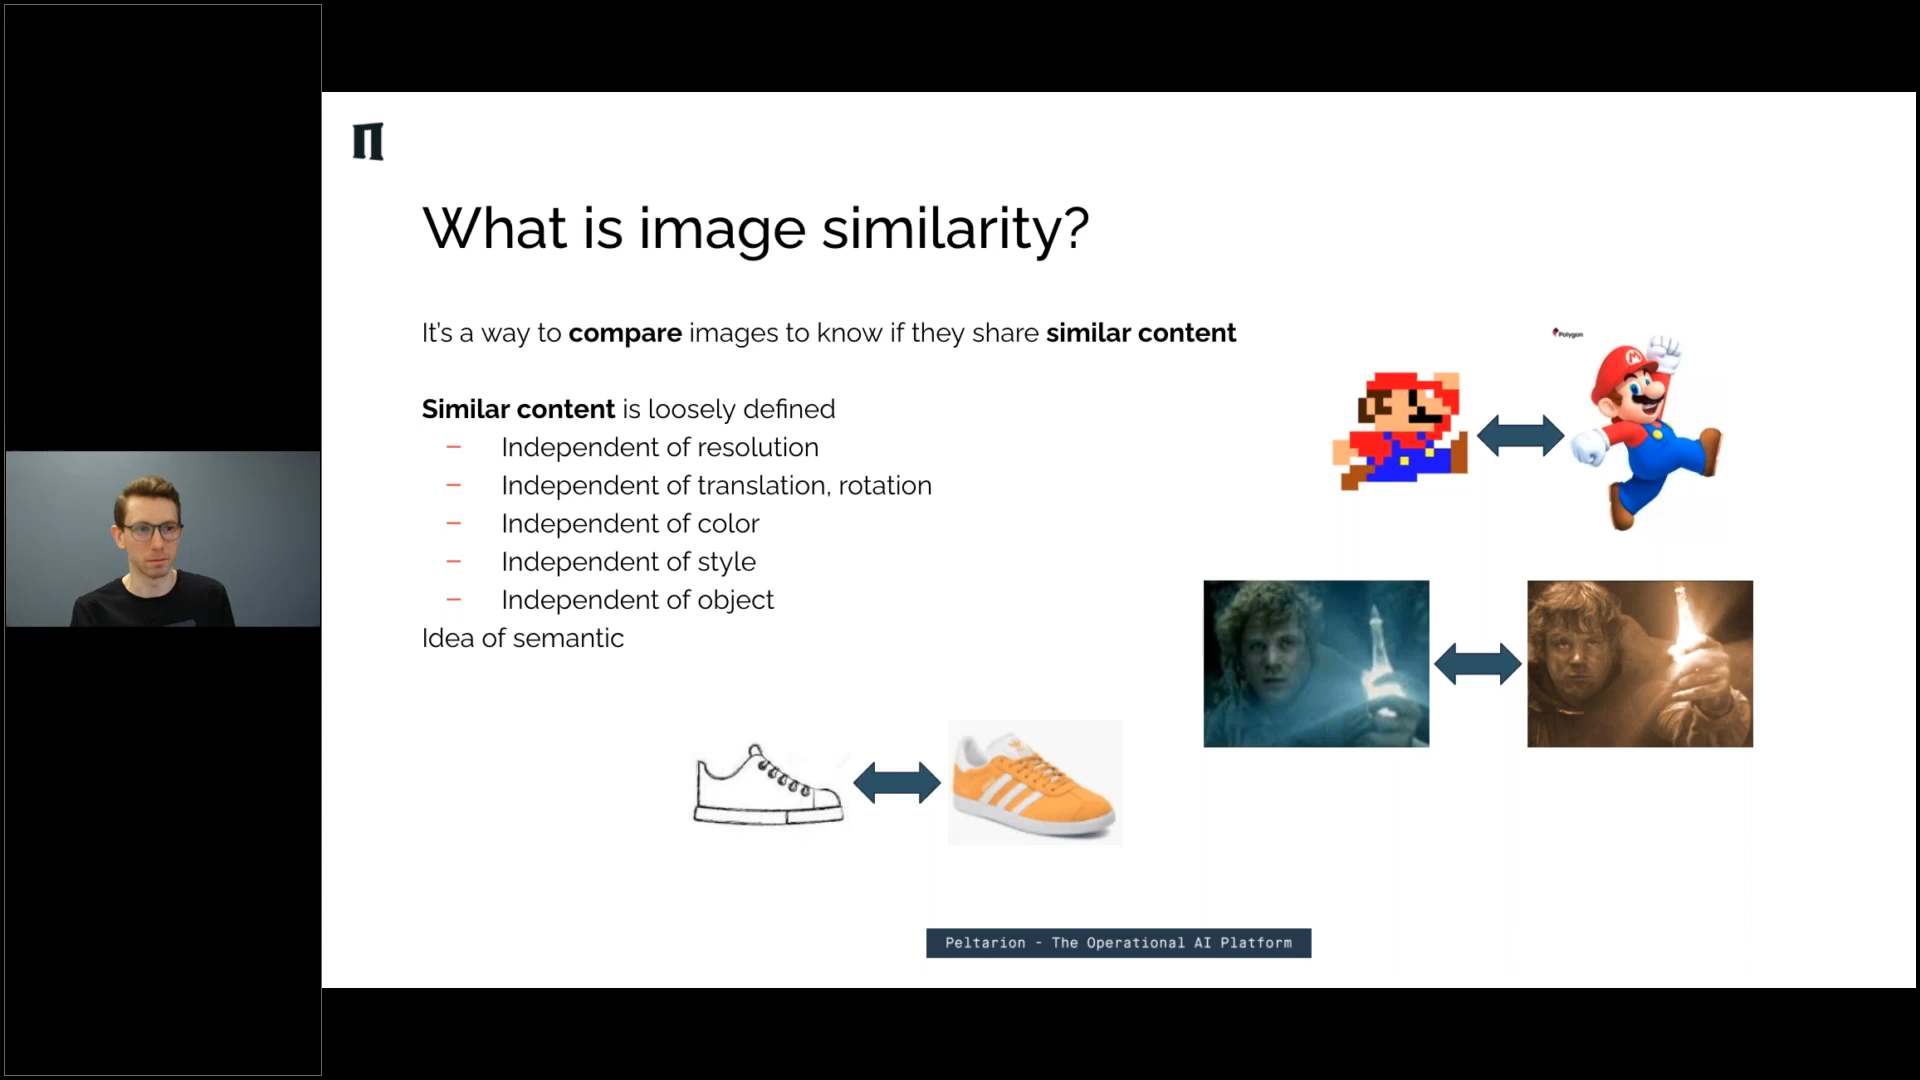 What is image similarity?
It's a way to compare images to know if they share similar content
Polygon
Similar content is loosely defined
– Independent of resolution
– Independent of translation, rotation
– Independent of color
– Independent of style
– Independent of object
Idea of semantic
M
Peltarion - The Operational AI Platform